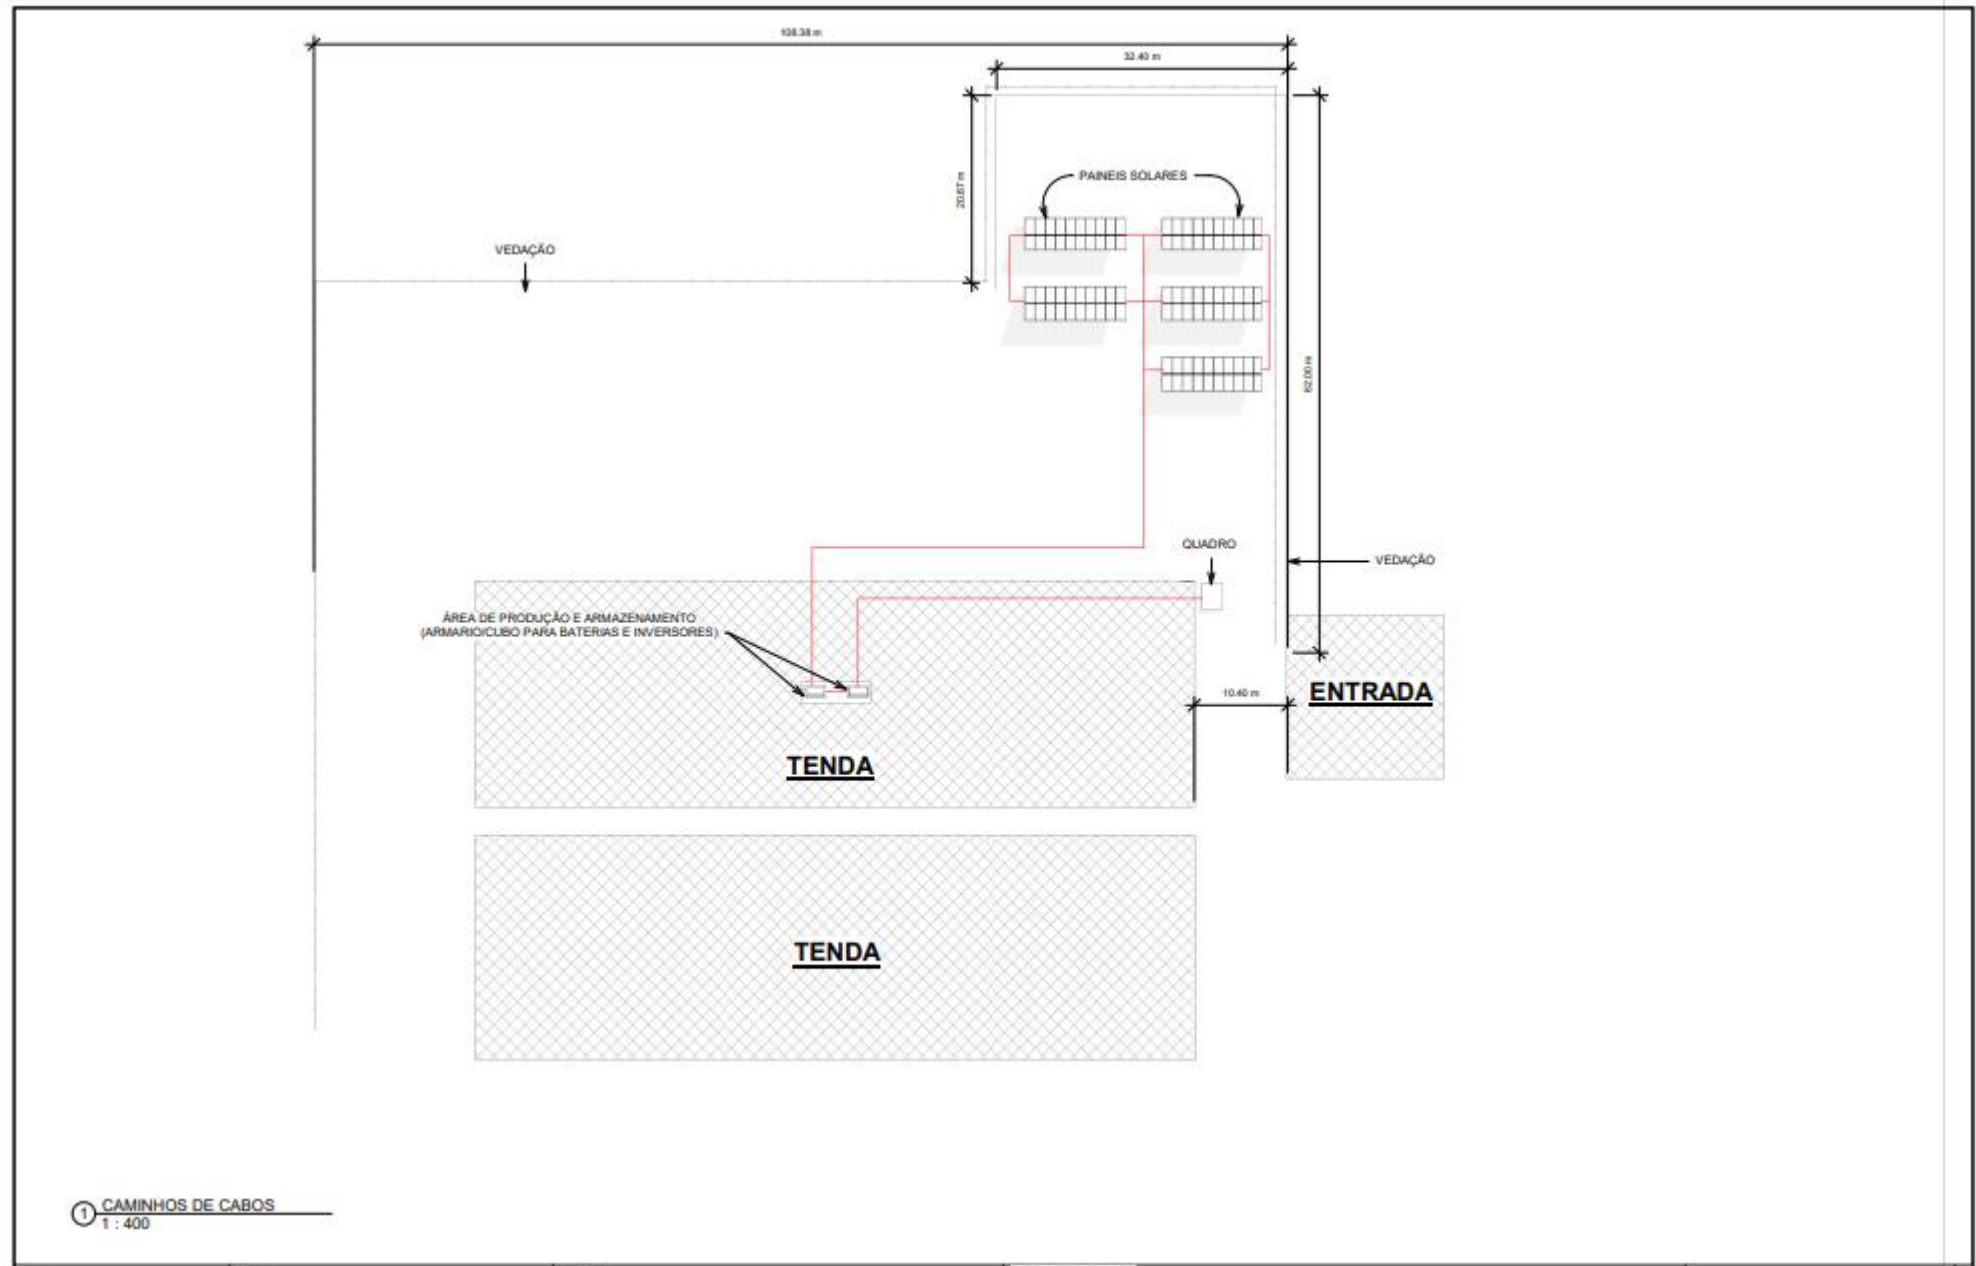 108.38 m
32.40 m
20.67 m
PAINEIS SOLARES
VEDAÇÃO
62.00 m
QUADRO
VEDAÇÃO
ÁREA DE PRODUÇÃO E ARMAZENAMENTO
(ARMARIO/CUBO PARA BATERIAS E INVERSORES)
10.40 m
ENTRADA
TENDA
TENDA
1
CAMINHOS DE CABOS
1 : 400